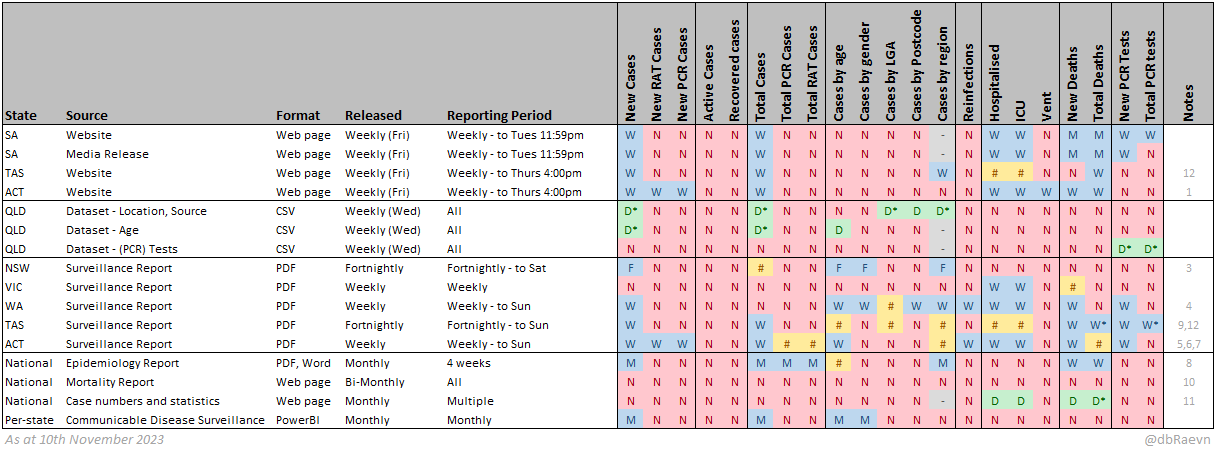 State Source Format Released Reporting Period New Cases New RAT Cases New PCR Cases Active Cases Recovered cases Total Cases Total PCR Cases Total RAT Cases Cases by age Cases by gender Cases by LGA Cases by Postcode Cases by region Reinfections Hospitalised ICU Vent New Deaths Total Deaths New PCR Tests Total PCR tests Notes
SA Website Web page Weekly (Fri) Weekly - to Tues 11:59pm W N N N N W N N N N N N - N W W N M M W W
SA Media Release Web page Weekly (Fri) Weekly - to Tues 11:59pm W N N N N W N N N N N N - N W W N M M W N
TAS Website Web page Weekly (Fri) Weekly - to Thurs 4:00pm W N N N N W N N N N N N W N # # N N W N N 12
ACT Website Web page Weekly (Fri) Weekly - to Thurs 4:00pm W W W N N W N N N N N N N N W W W W W N N 1
QLD Dataset - Location, Source CSV Weekly (Wed) All D* N N N N D* N N N N D* D D* N N N N N N N N
QLD Dataset - Age CSV Weekly (Wed) All D* N N N N D* N N D N N N - N N N N N N N N
QLD Dataset - (PCR) Tests CSV Weekly (Wed) All N N N N N N N N N N N N - N N N N N N D* D*
NSW Surveillance Report PDF Fortnightly Fortnightly - to Sat F N N N N # N N F F N N F N N N N N N N N 3
VIC Surveillance Report PDF Weekly Weekly N N N N N N N N N N N N N N W W N # N N N
WA Surveillance Report PDF Weekly Weekly - to Sun W N N N N N N N W W # W W W W W N W N W N 4
TAS Surveillance Report PDF Fortnightly Fortnightly - to Sun W N N N N W N N # N # N # N # # N W W* W W* 9,12
ACT Surveillance Report PDF Weekly Weekly - to Sun W W W N N W # # W N N N # W W W N W # W N 5,6,7
National Epidemiology Report PDF, Word Monthly 4 weeks M N N N N M M M # N N N M N N N N W W N N 8
National Mortality Report Web page Bi-Monthly All N N N N N N N N N N N N N N N N N N N N N 10
National Case numbers and statistics Web page Monthly Multiple N N N N N N N N N N N N - N D D N D D* N N 11
Per-state Communicable Disease Surveillance PowerBI Monthly Monthly M N N N N M N N M M N N N N N N N N N N N
As at 10th November 2023 @dbRaevn